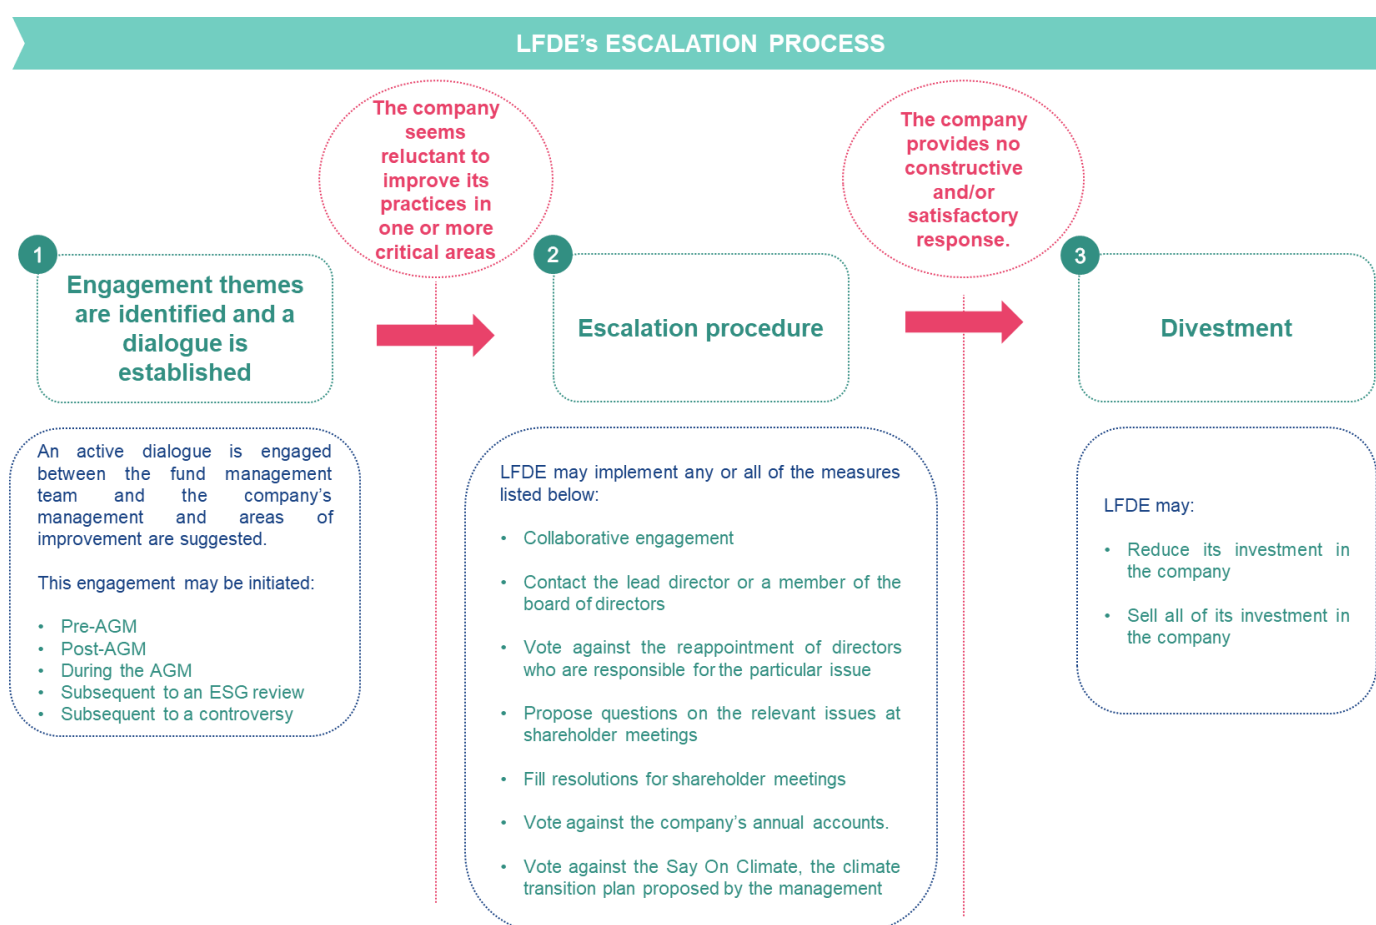 LFDE's ESCALATION PROCESS
The company
seems
reluctant to
improve its
practices in
one or more
critical areas
The company
provides no
constructive
and/or
satisfactory
response.
1
Engagement themes
are identified and a
dialogue is
established
2
Escalation procedure
3
Divestment
An active dialogue is engaged
between the fund management
team and the company's
management and areas of
improvement are suggested.
This engagement may be initiated:
• Pre-AGM
• Post-AGM
• During the AGM
• Subsequent to an ESG review
• Subsequent to a controversy
LFDE may implement any or all of the measures
listed below:
• Collaborative engagement
• Contact the lead director or a member of the
board of directors
• Vote against the reappointment of directors
who are responsible for the particular issue
• Propose questions on the relevant issues at
shareholder meetings
• Fill resolutions for shareholder meetings
• Vote against the company's annual accounts.
• Vote against the Say On Climate, the climate
transition plan proposed by the management
LFDE may:
• Reduce its investment in
the company
• Sell all of its investment in
the company